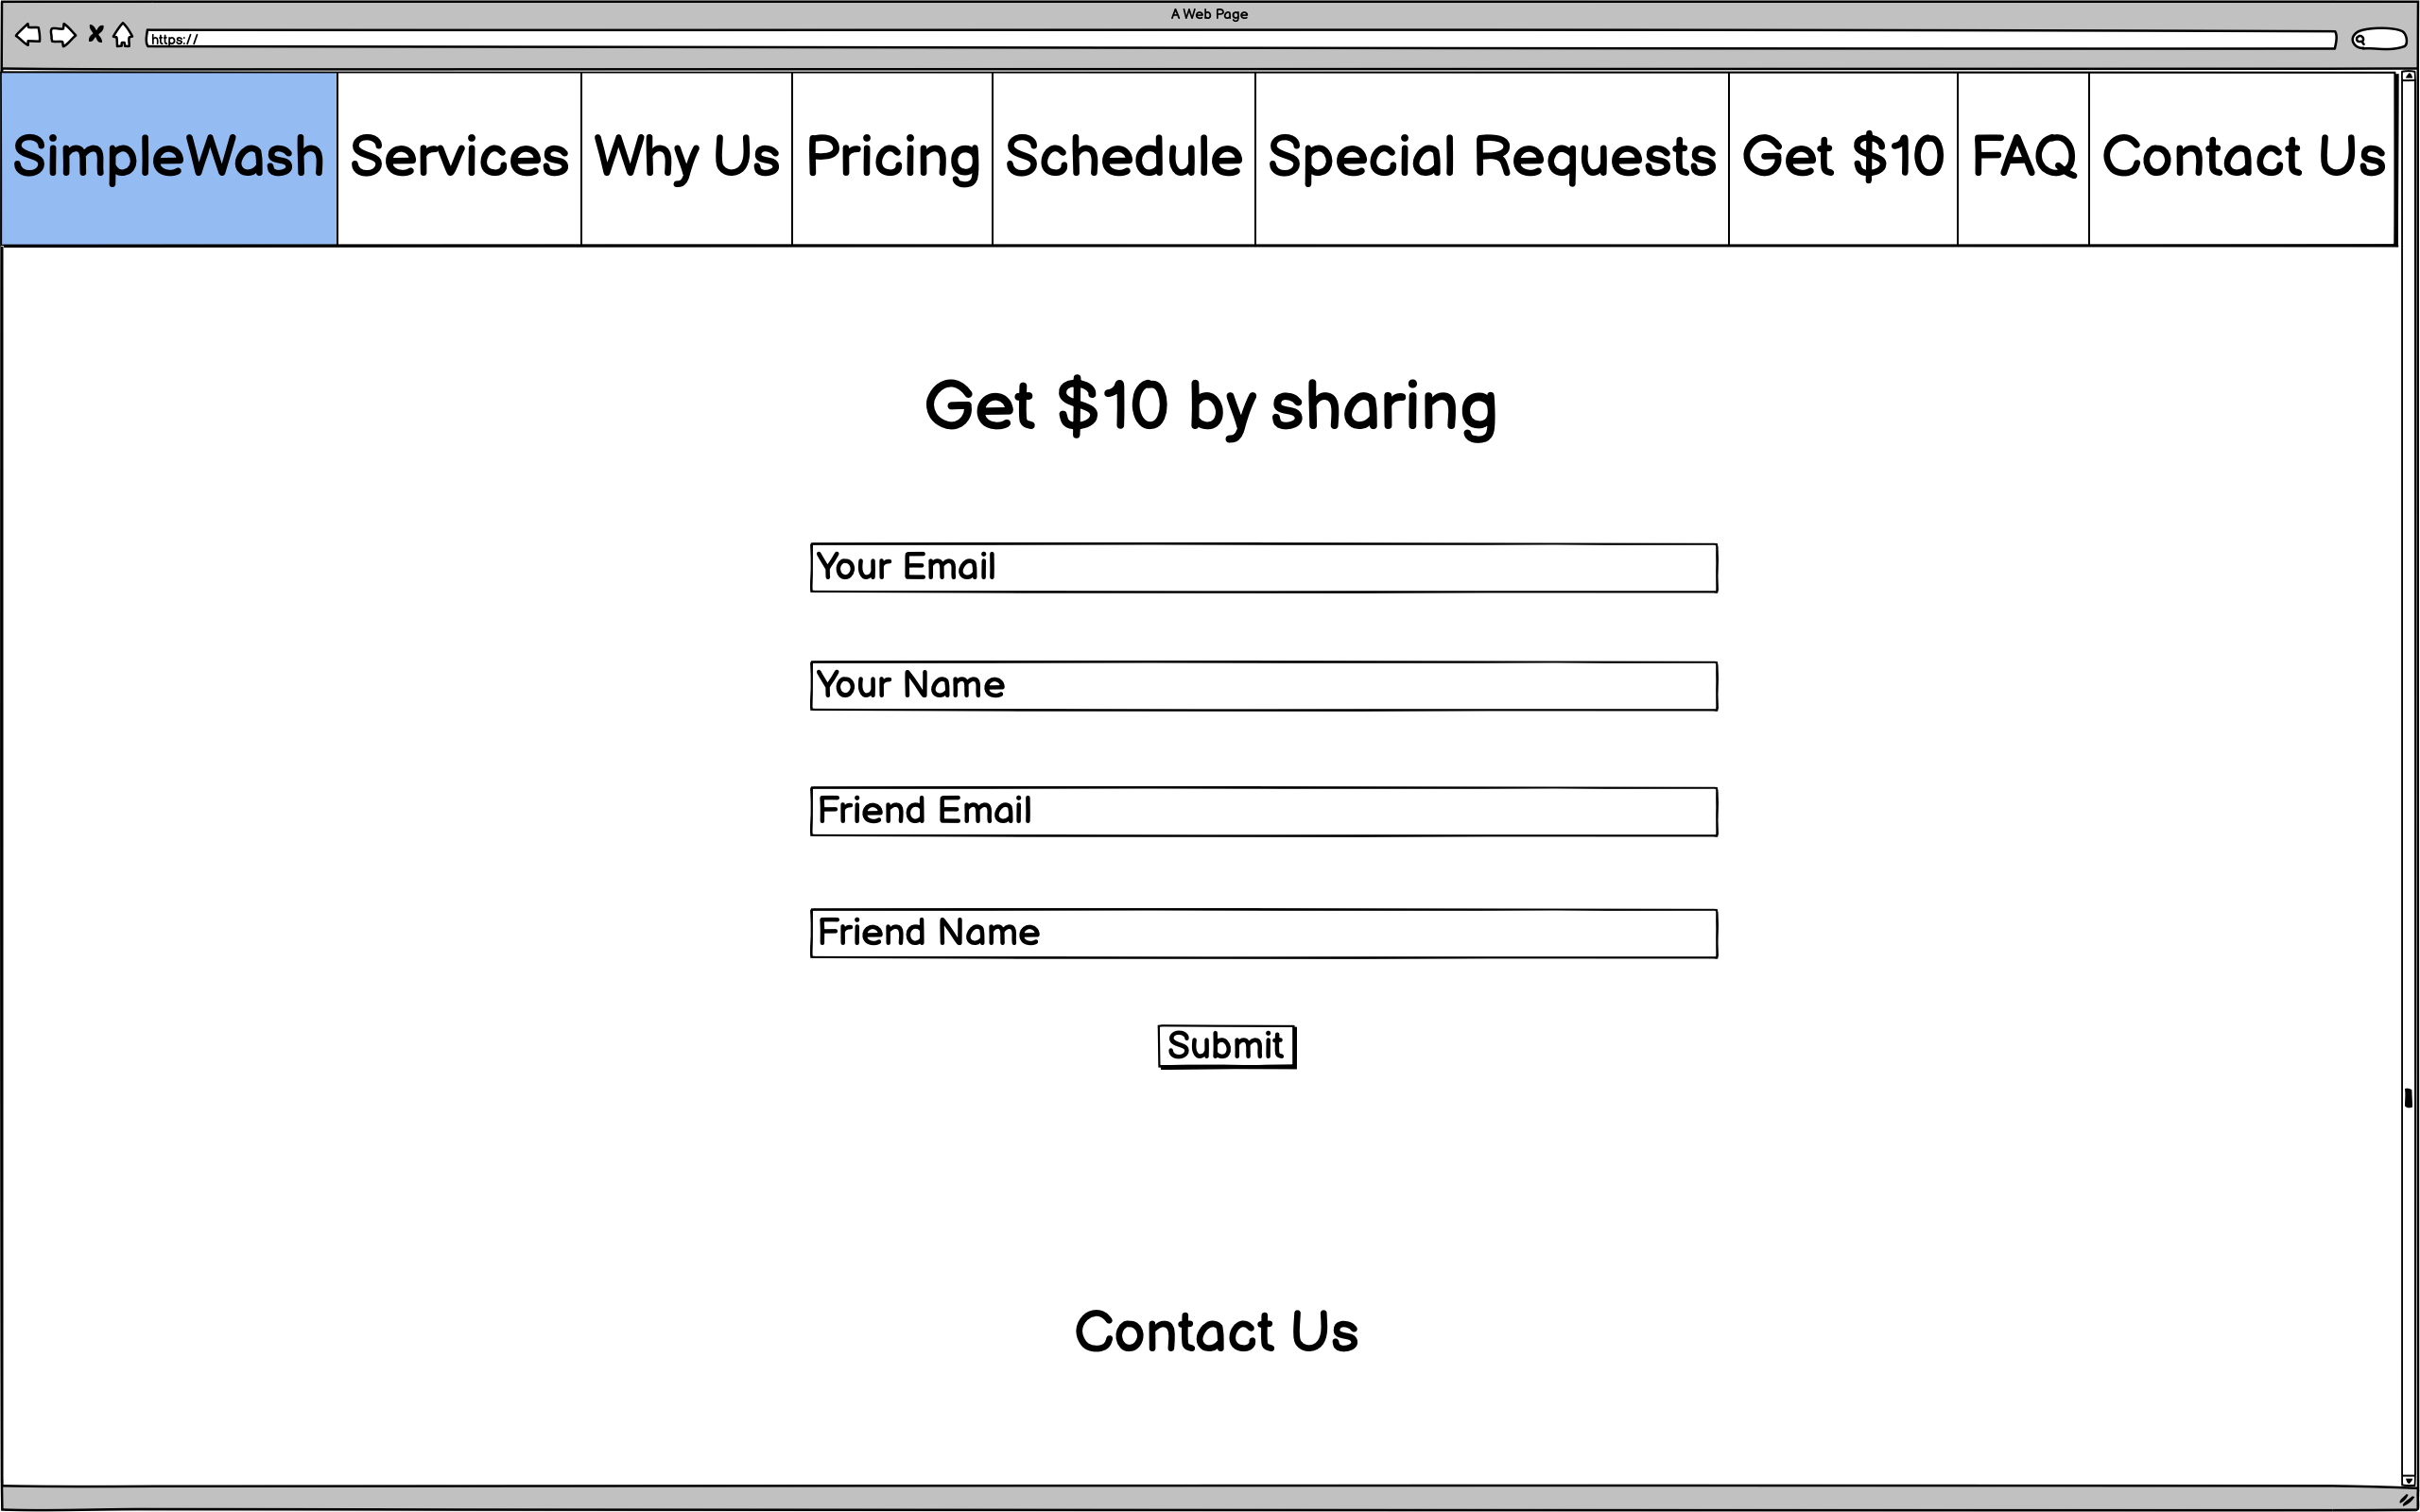 A Web Page
https://
SimpleWash Services Why Us Pricing Schedule Special Requests Get $10 FAQ Contact Us
Get $10 by sharing
Your Email
Your Name
Friend Email
Friend Name
Submit
Contact Us